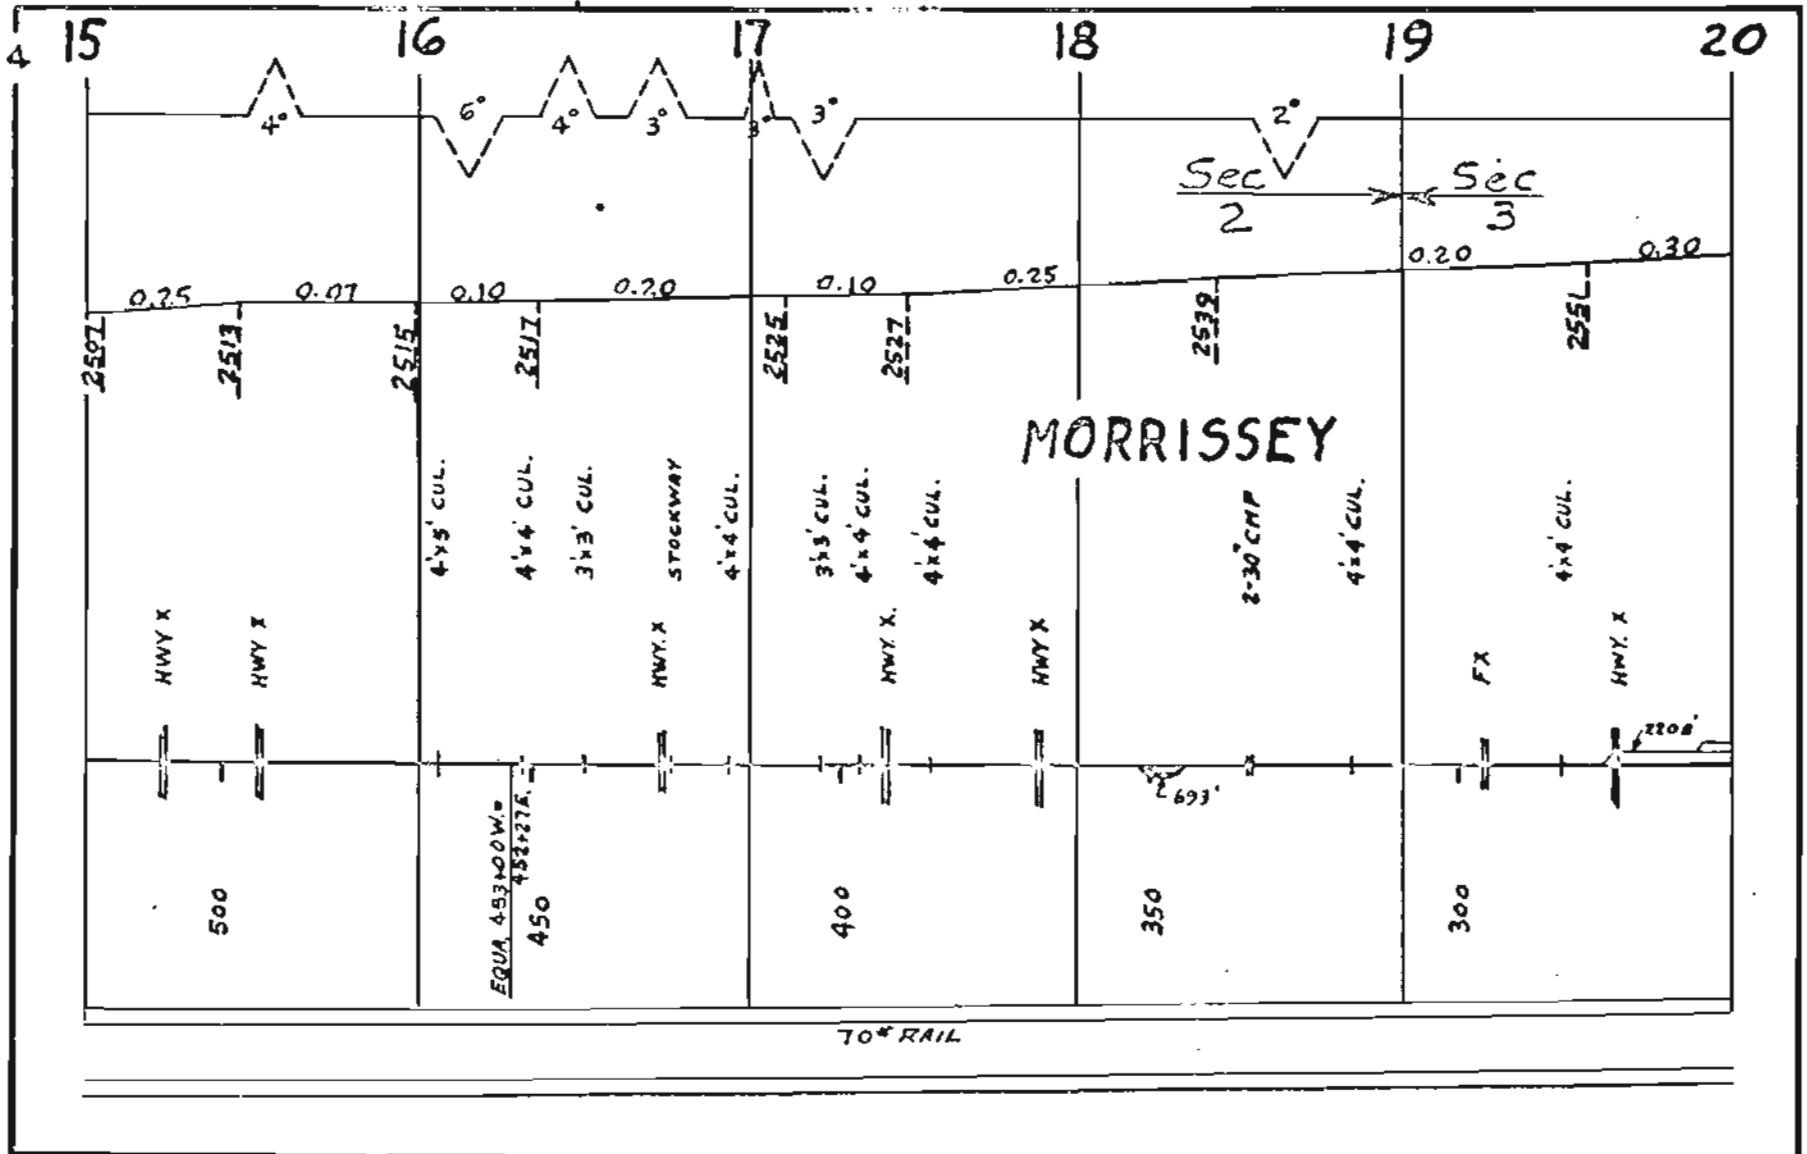 4
15 16 17 18 19 20
4° 6° 4° 3° 3° 3° 2°
Sec
2
Sec
3
0.25 0.07 0.10 0.20 0.10 0.25 0.20 0.30
2507 2513 2515 2517 2525 2527 2539 2551
MORRISSEY
4'x5' CUL.
4'x4' CUL.
3'x3' CUL.
STOCKWAY
4'x4' CUL.
3'x3' CUL.
4'x4' CUL.
4'x4' CUL.
2-30" CMP
4'x4' CUL.
4'x4' CUL.
HWY X
HWY X
HWY. X
HWY. X.
HWY X
FX
HWY. X
2208'
693'
EQUA. 453+00W.=
452+27E.
500 450 400 350 300
70# RAIL